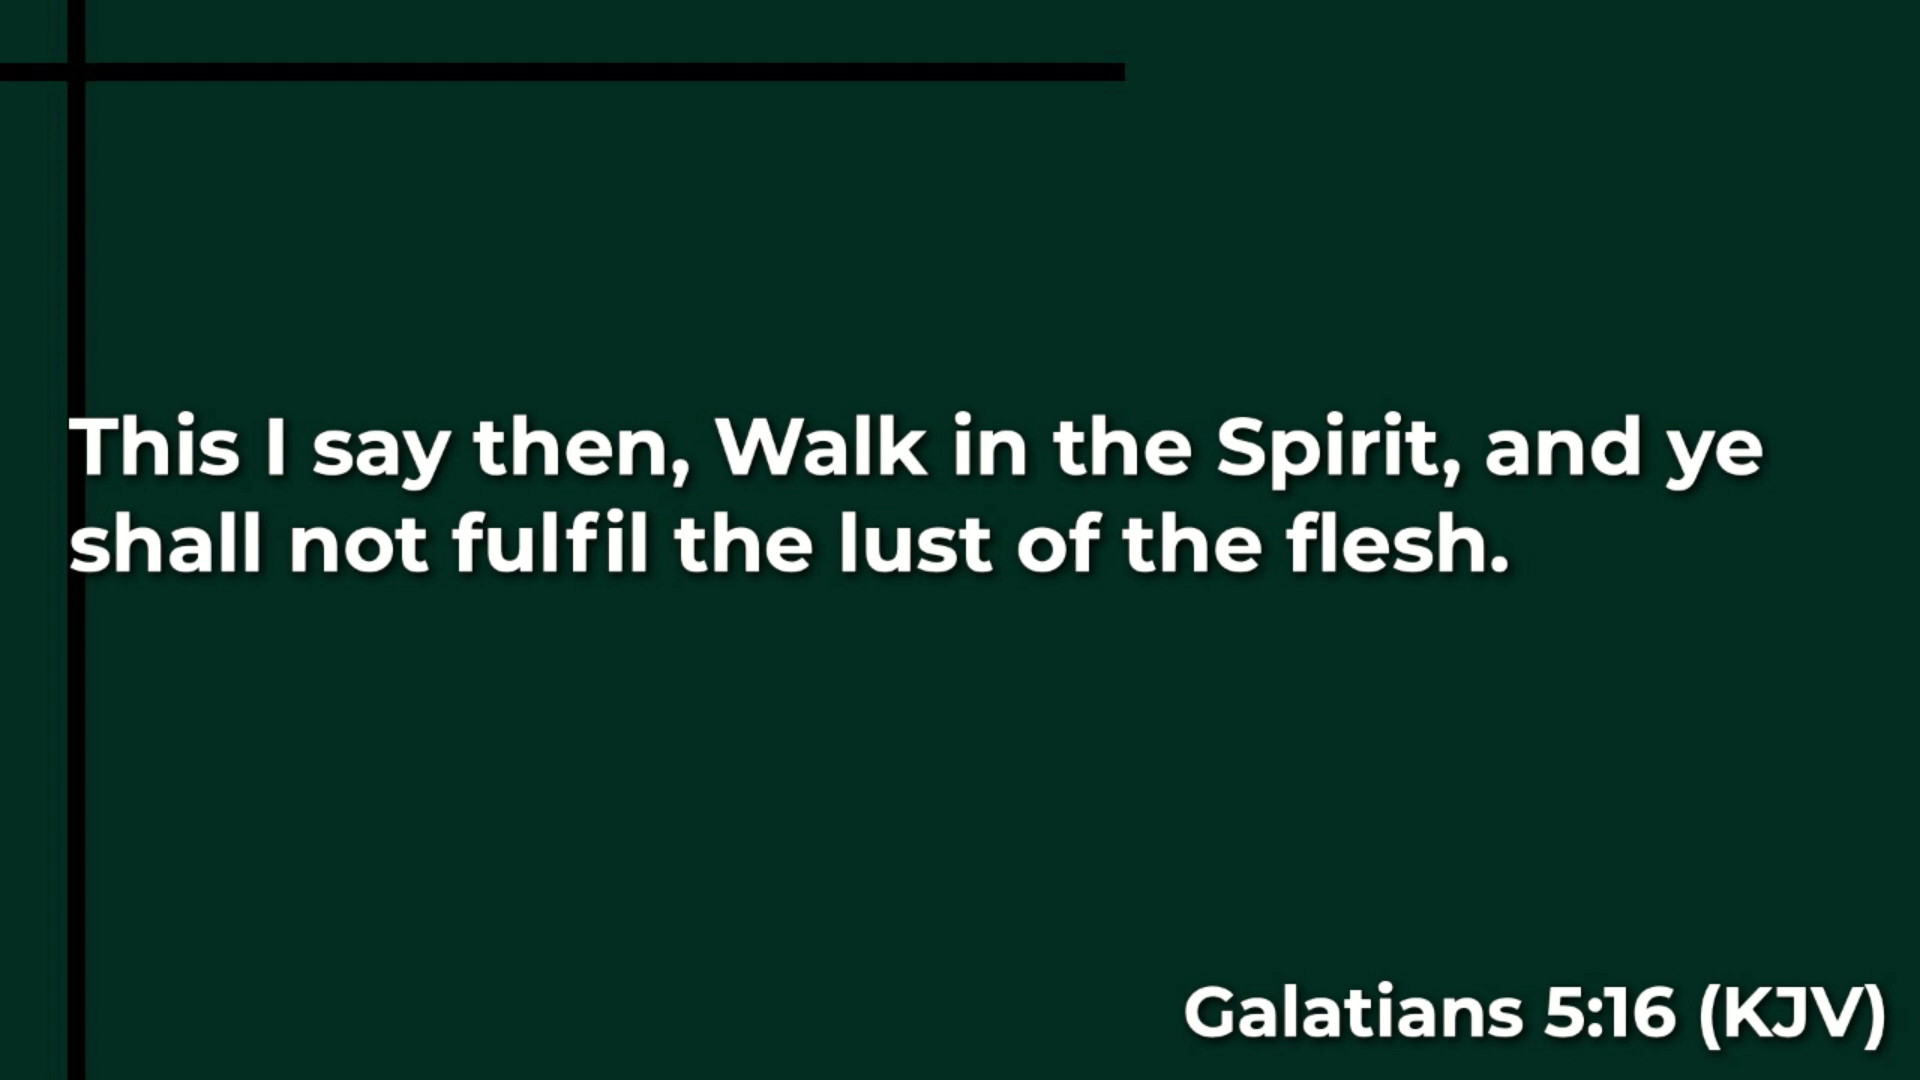 This I say then, Walk in the Spirit, and ye
shall not fulfil the lust of the flesh.
Galatians 5:16 (KJV)